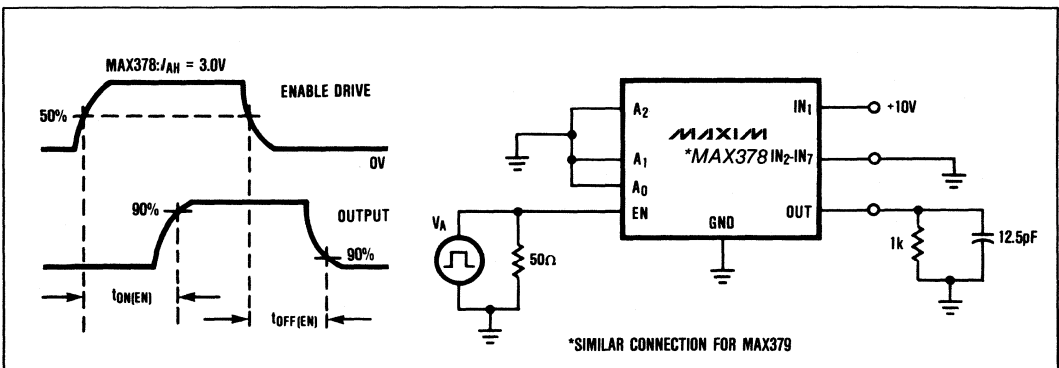 MAX378:/AH = 3.0V
ENABLE DRIVE
50%
0V
90%
OUTPUT
90%
tON(EN)
tOFF(EN)
A2
A1
A0
EN
MAXIM
*MAX378
GND
IN1
IN2-IN7
OUT
+10V
VA
50Ω
1k
12.5pF
*SIMILAR CONNECTION FOR MAX379